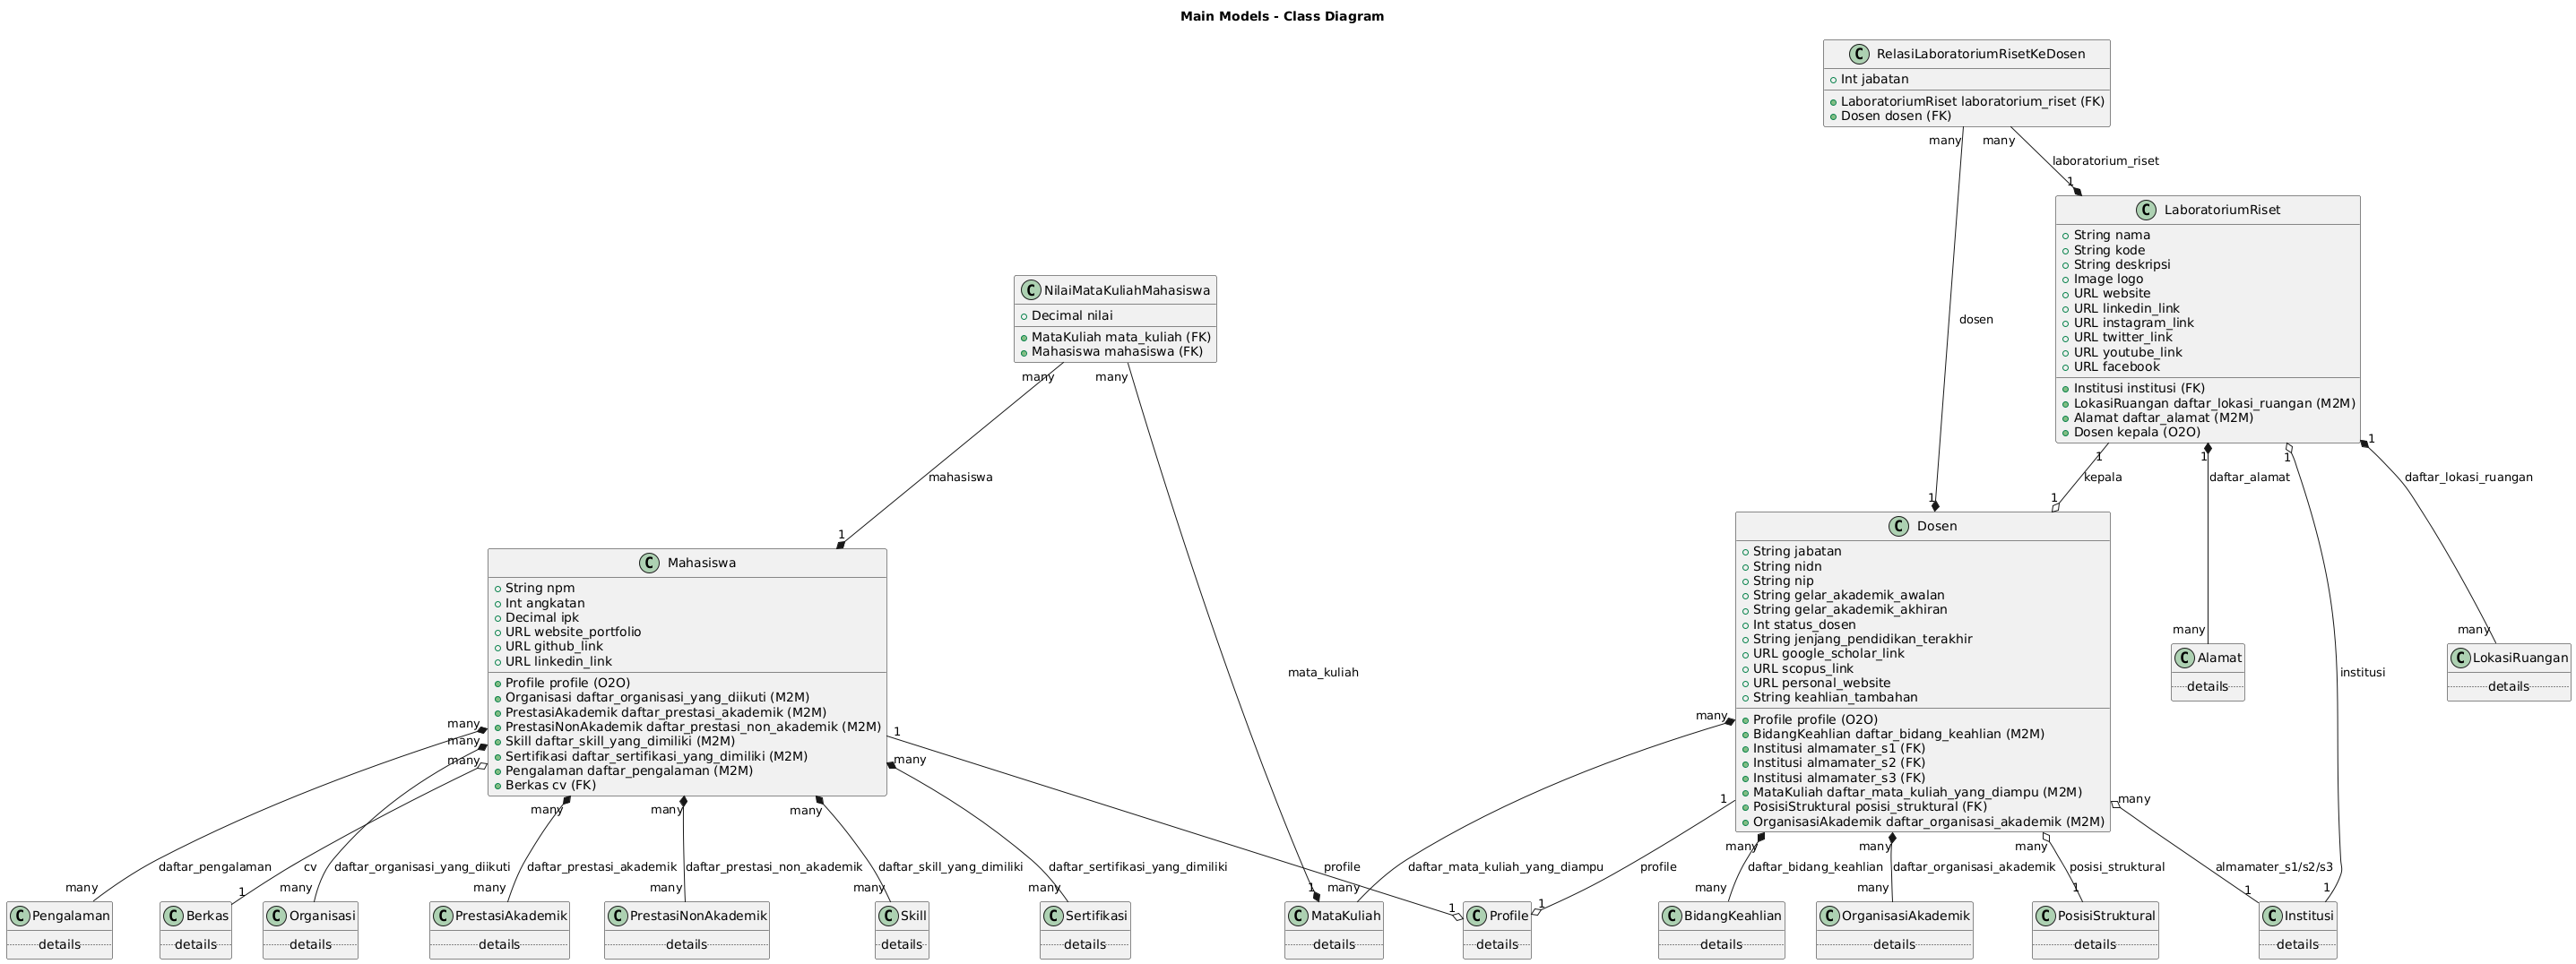 Main Models - Class Diagram
C RelasiLaboratoriumRisetKeDosen
Int jabatan
LaboratoriumRiset laboratorium_riset (FK)
Dosen dosen (FK)
many
many
laboratorium_riset
1
C LaboratoriumRiset
String nama
String kode
String deskripsi
Image logo
URL website
URL linkedin_link
URL instagram_link
URL twitter_link
URL youtube_link
URL facebook
Institusi institusi (FK)
LokasiRuangan daftar_lokasi_ruangan (M2M)
Alamat daftar_alamat (M2M)
Dosen kepala (O2O)
C NilaiMataKuliahMahasiswa
Decimal nilai
MataKuliah mata_kuliah (FK)
Mahasiswa mahasiswa (FK)
many
many
dosen
1
1
1
1
mahasiswa
kepala
daftar_alamat
daftar_lokasi_ruangan
1
1
1
C Mahasiswa
String npm
Int angkatan
Decimal ipk
URL website_portfolio
URL github_link
URL linkedin_link
Profile profile (O2O)
Organisasi daftar_organisasi_yang_diikuti (M2M)
PrestasiAkademik daftar_prestasi_akademik (M2M)
PrestasiNonAkademik daftar_prestasi_non_akademik (M2M)
Skill daftar_skill_yang_dimiliki (M2M)
Sertifikasi daftar_sertifikasi_yang_dimiliki (M2M)
Pengalaman daftar_pengalaman (M2M)
Berkas cv (FK)
mata_kuliah
C Dosen
String jabatan
String nidn
String nip
String gelar_akademik_awalan
String gelar_akademik_akhiran
Int status_dosen
String jenjang_pendidikan_terakhir
URL google_scholar_link
URL scopus_link
URL personal_website
String keahlian_tambahan
Profile profile (O2O)
BidangKeahlian daftar_bidang_keahlian (M2M)
Institusi almamater_s1 (FK)
Institusi almamater_s2 (FK)
Institusi almamater_s3 (FK)
MataKuliah daftar_mata_kuliah_yang_diampu (M2M)
PosisiStruktural posisi_struktural (FK)
OrganisasiAkademik daftar_organisasi_akademik (M2M)
many
C Alamat
details
institusi
many
C LokasiRuangan
details
many
many
many
1
many
many
many
many
many
1
many
many
many
many
daftar_pengalaman
cv
daftar_organisasi_yang_diikuti
daftar_prestasi_akademik
daftar_prestasi_non_akademik
daftar_skill_yang_dimiliki
daftar_sertifikasi_yang_dimiliki
profile
daftar_mata_kuliah_yang_diampu
profile
daftar_bidang_keahlian
daftar_organisasi_akademik
posisi_struktural
almamater_s1/s2/s3
many
1
many
many
many
many
many
1
many
1
1
many
many
1
1
1
C Pengalaman
details
C Berkas
details
C Organisasi
details
C PrestasiAkademik
details
C PrestasiNonAkademik
details
C Skill
details
C Sertifikasi
details
C MataKuliah
details
C Profile
details
C BidangKeahlian
details
C OrganisasiAkademik
details
C PosisiStruktural
details
C Institusi
details